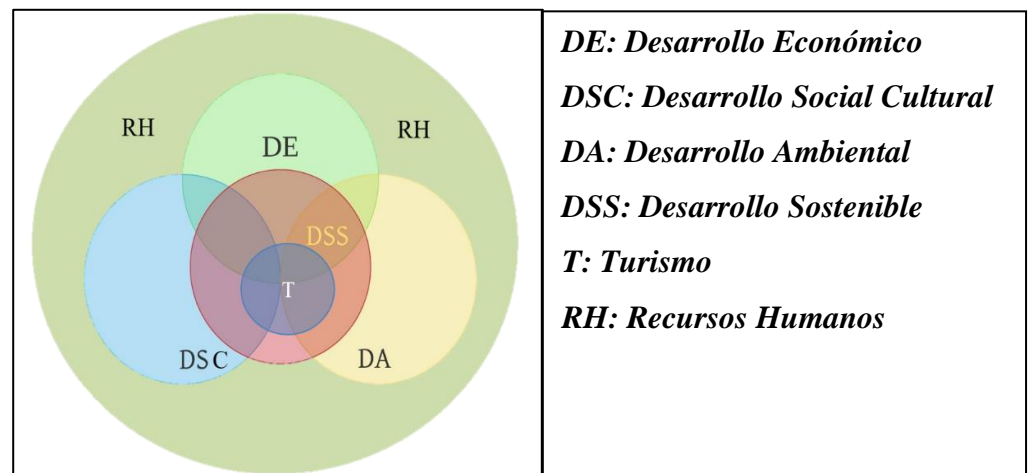 RH
RH
DE
DSS
T
DSC
DA
DE: Desarrollo Económico
DSC: Desarrollo Social Cultural
DA: Desarrollo Ambiental
DSS: Desarrollo Sostenible
T: Turismo
RH: Recursos Humanos